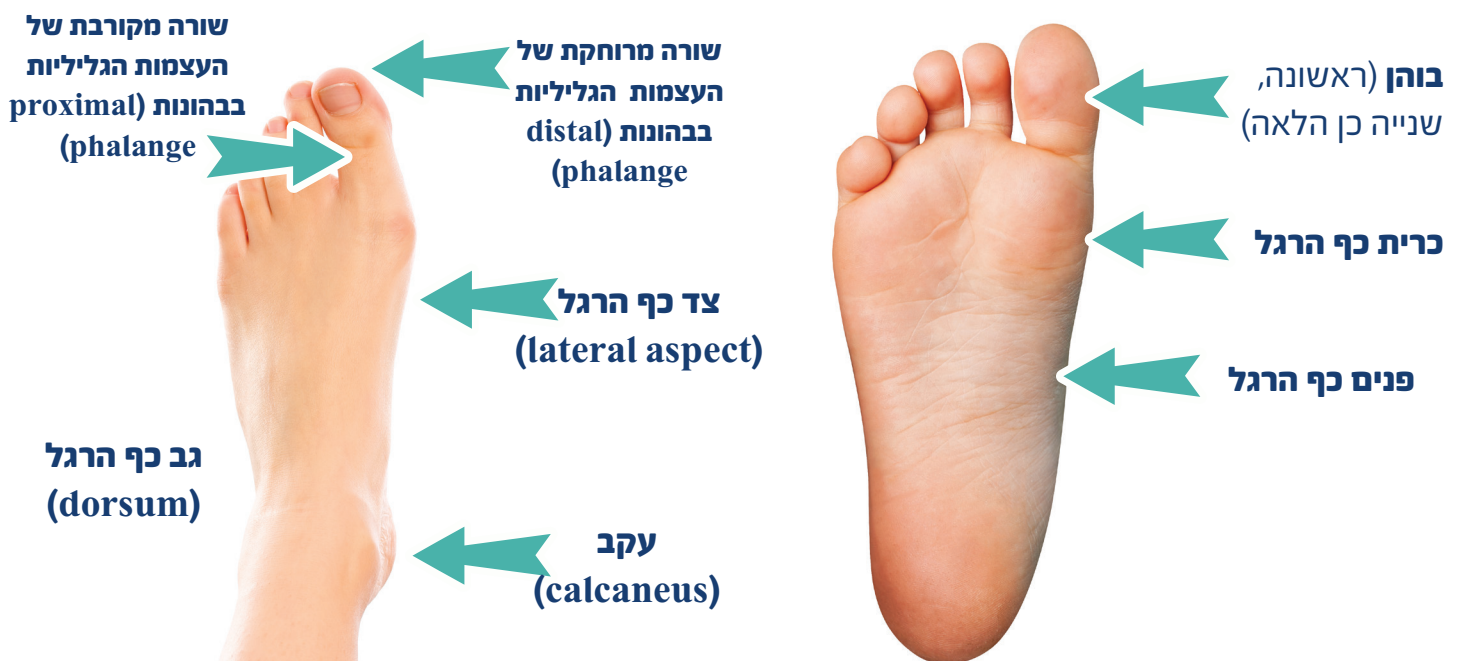 שורה מקורבת של
העצמות הגליליות
בבהונות (proximal
phalange)
שורה מרוחקת של
העצמות הגליליות
בבהונות (distal
phalange)
צד כף הרגל
(lateral aspect)
גב כף הרגל
(dorsum)
עקב
(calcaneus)
בוהן (ראשונה,
שנייה כן הלאה)
כרית כף הרגל
פנים כף הרגל